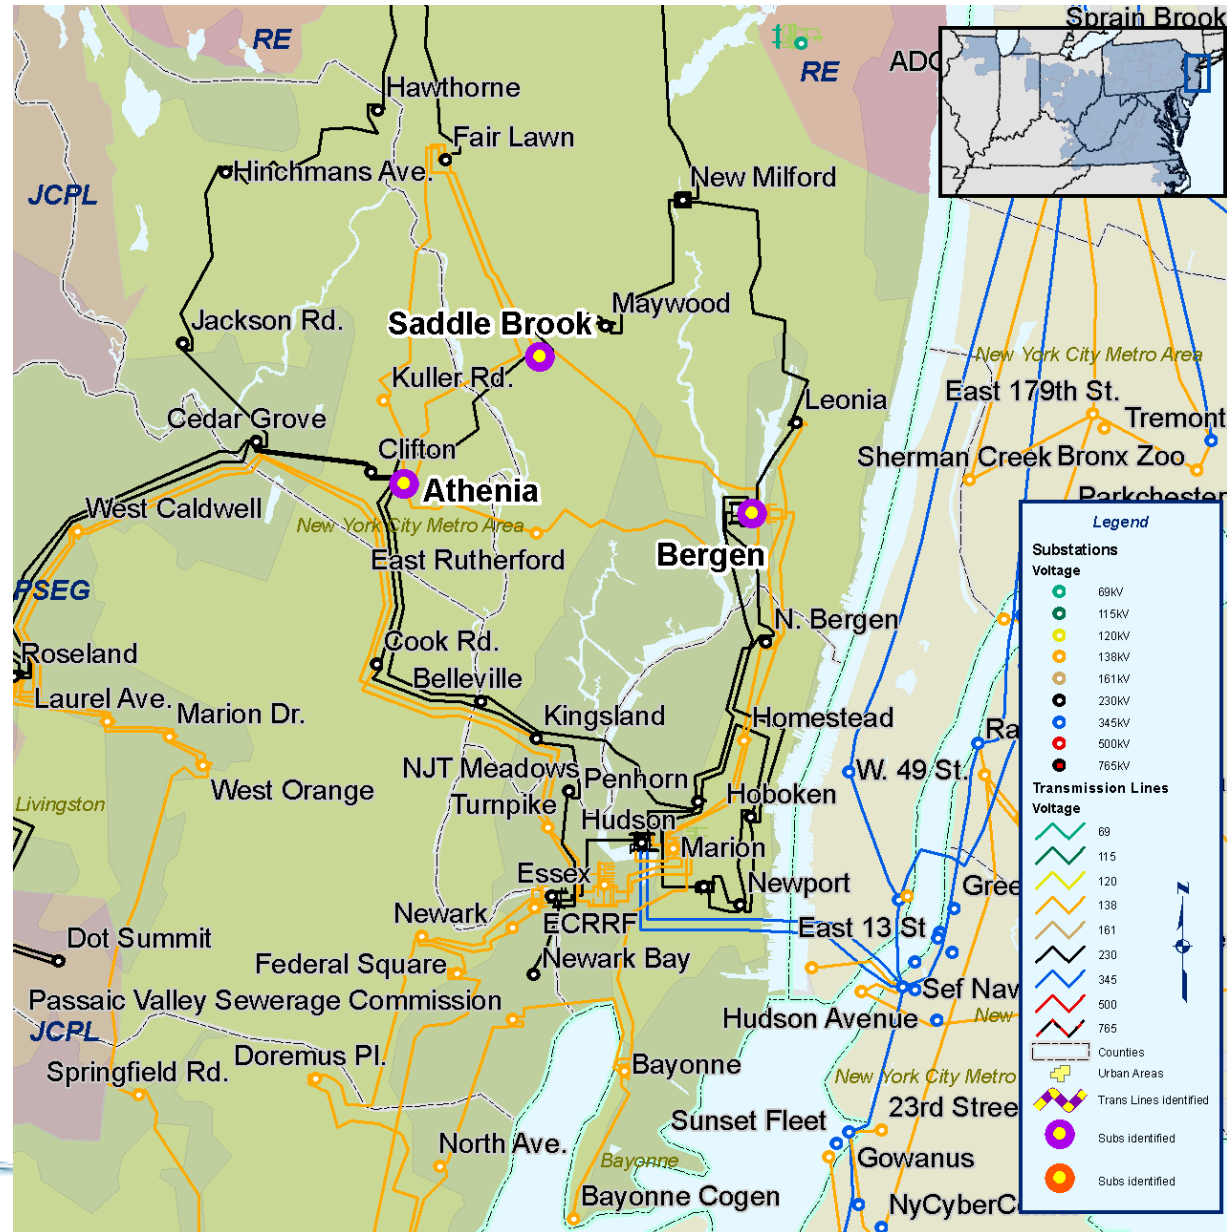 Sprain Brook
RE
RE
ADC
Hawthorne
Fair Lawn
Hinchmans Ave.
New Milford
JCPL
Jackson Rd.
Saddle Brook
Maywood
New York City Metro Area
Kuller Rd.
East 179th St.
Leonia
Tremont
Cedar Grove
Clifton
Sherman Creek
Bronx Zoo
Athenia
Parkchester
West Caldwell
New York City Metro Area
Bergen
East Rutherford
PSEG
N. Bergen
Cook Rd.
Roseland
Belleville
Laurel Ave.
Marion Dr.
Kingsland
Homestead
Ra
NJT Meadows
Penhorn
W. 49 St.
West Orange
Turnpike
Hoboken
Livingston
Hudson
Marion
Essex
Newport
Gree
Newark
ECRRF
East 13 St
Dot Summit
Federal Square
Newark Bay
Sef Nav
Passaic Valley Sewerage Commission
Hudson Avenue
New
JCPL
Doremus Pl.
Springfield Rd.
Bayonne
New York City Metro
23rd Stree
Sunset Fleet
North Ave.
Bayonne
Gowanus
Bayonne Cogen
NyCyberC
Legend
Substations
Voltage
69kV
115kV
120kV
138kV
161kV
230kV
345kV
500kV
765kV
Transmission Lines
Voltage
69
115
120
138
161
230
345
500
765
Counties
Urban Areas
Trans Lines identified
Subs identified
Subs identified